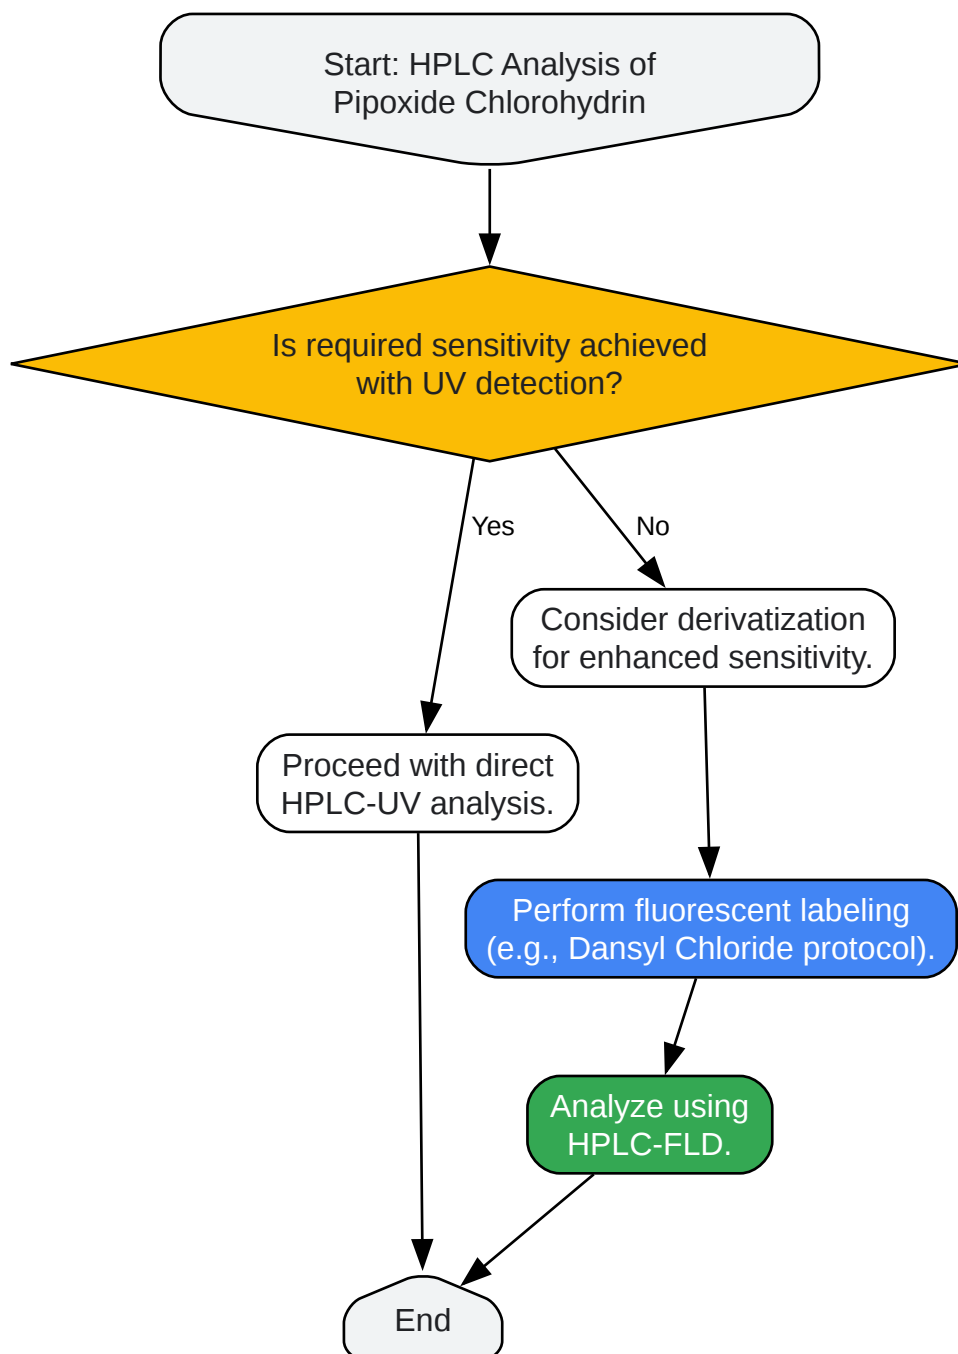 Start: HPLC Analysis of
Pipoxide Chlorohydrin
Is required sensitivity achieved
with UV detection?
Yes
No
Consider derivatization
for enhanced sensitivity.
Proceed with direct
HPLC-UV analysis.
Perform fluorescent labeling
(e.g., Dansyl Chloride protocol).
Analyze using
HPLC-FLD.
End